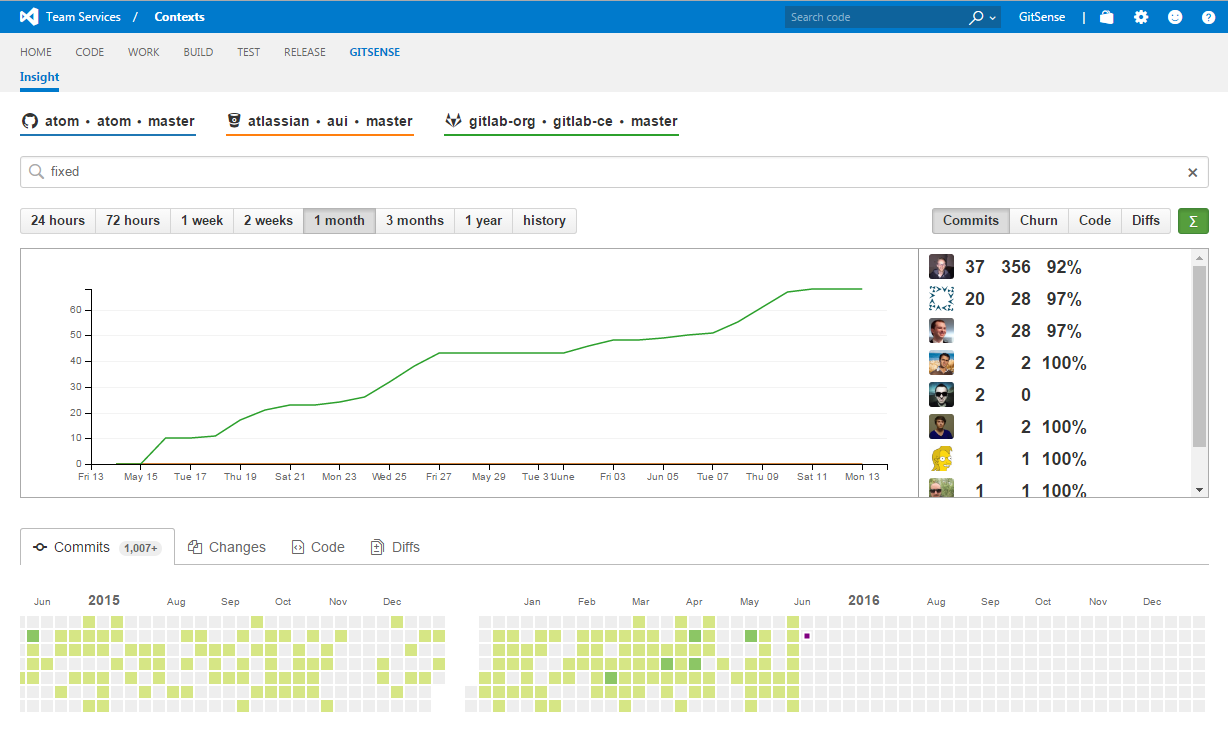 Team Services / Contexts Search code GitSense | ?
HOME CODE WORK BUILD TEST RELEASE GITSENSE
Insight
atom • atom • master atlassian • aui • master gitlab-org • gitlab-ce • master
fixed ×
24 hours 72 hours 1 week 2 weeks 1 month 3 months 1 year history Commits Churn Code Diffs Σ
37 356 92%
20 28 97%
3 28 97%
2 2 100%
2 0
1 2 100%
1 1 100%
1 1 100%
60
50
40
30
20
10
0
Fri 13 May 15 Tue 17 Thu 19 Sat 21 Mon 23 Wed 25 Fri 27 May 29 Tue 31 June Fri 03 Jun 05 Tue 07 Thu 09 Sat 11 Mon 13
Commits 1,007+ Changes Code Diffs
Jun 2015 Aug Sep Oct Nov Dec Jan Feb Mar Apr May Jun 2016 Aug Sep Oct Nov Dec